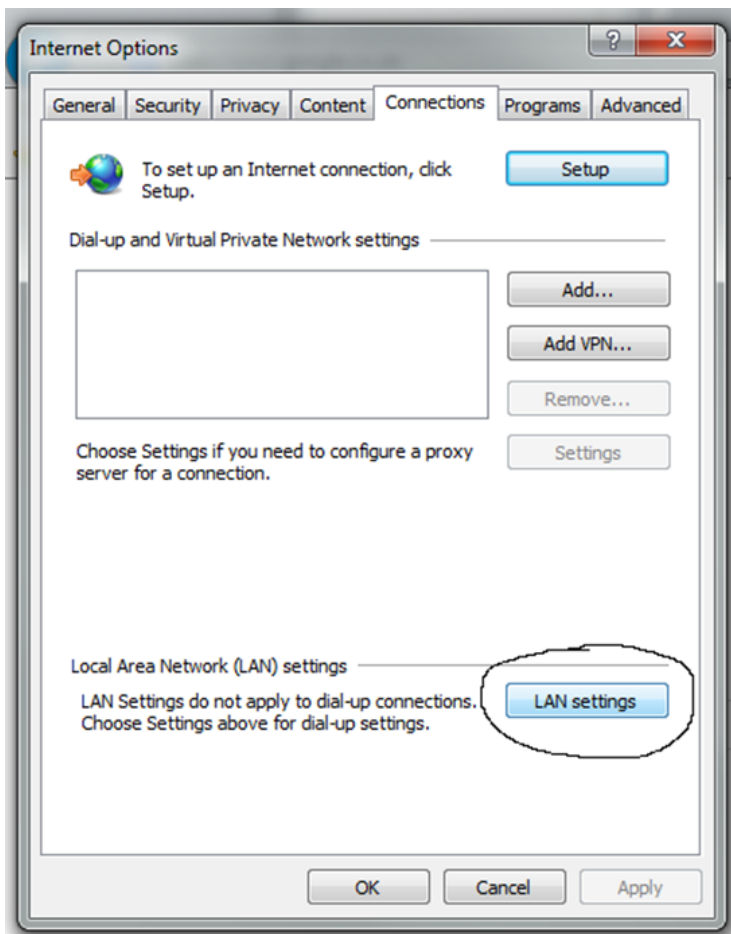 Internet Options
?
X
General Security Privacy Content Connections Programs Advanced
To set up an Internet connection, click
Setup.
Setup
Dial-up and Virtual Private Network settings
Add...
Add VPN...
Remove...
Choose Settings if you need to configure a proxy
server for a connection.
Settings
Local Area Network (LAN) settings
LAN Settings do not apply to dial-up connections.
Choose Settings above for dial-up settings.
LAN settings
OK Cancel Apply